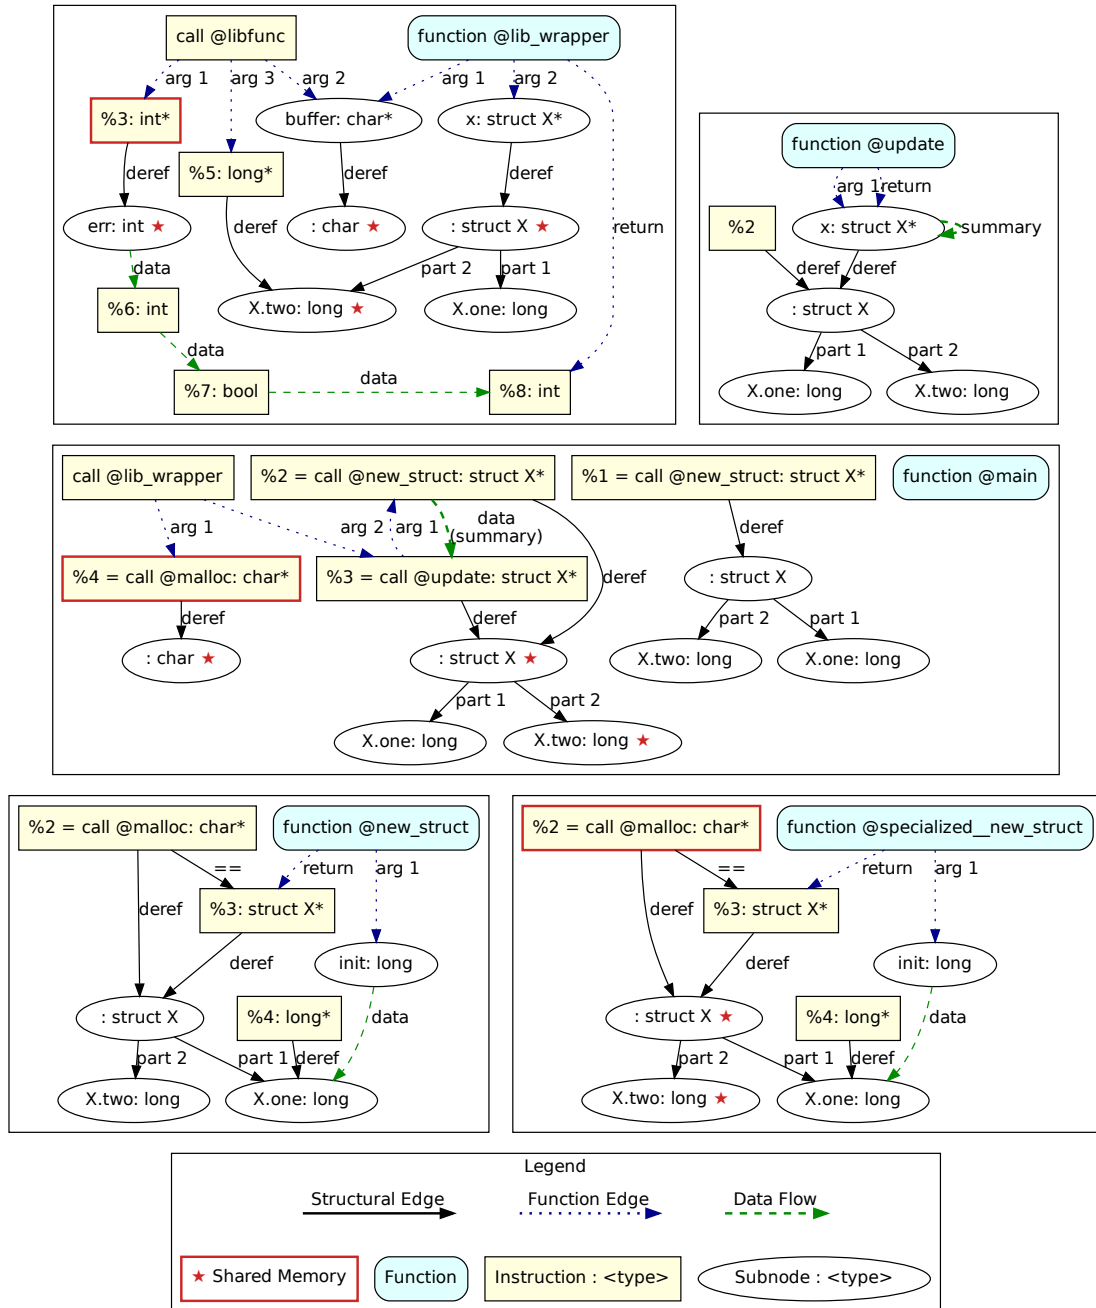 call @libfunc
function @lib_wrapper
arg 1
arg 3
arg 2
arg 1
arg 2
%3: int*
buffer: char*
x: struct X*
%5: long*
deref
deref
deref
err: int ★
: char ★
: struct X ★
deref
return
data
part 2
part 1
%6: int
X.two: long ★
X.one: long
data
%7: bool
data
%8: int
function @update
arg 1
return
%2
x: struct X*
summary
deref
deref
: struct X
part 1
part 2
X.one: long
X.two: long
call @lib_wrapper
%2 = call @new_struct: struct X*
%1 = call @new_struct: struct X*
function @main
arg 1
arg 2
arg 1
data
(summary)
deref
%4 = call @malloc: char*
%3 = call @update: struct X*
deref
: struct X
deref
deref
part 2
part 1
: char ★
: struct X ★
X.two: long
X.one: long
part 1
part 2
X.one: long
X.two: long ★
%2 = call @malloc: char*
function @new_struct
==
return
arg 1
deref
%3: struct X*
deref
init: long
: struct X
%4: long*
data
part 2
part 1
deref
X.two: long
X.one: long
%2 = call @malloc: char*
function @specialized__new_struct
==
return
arg 1
deref
%3: struct X*
deref
init: long
: struct X ★
%4: long*
data
part 2
part 1
deref
X.two: long ★
X.one: long
Legend
Structural Edge
Function Edge
Data Flow
★ Shared Memory
Function
Instruction : <type>
Subnode : <type>